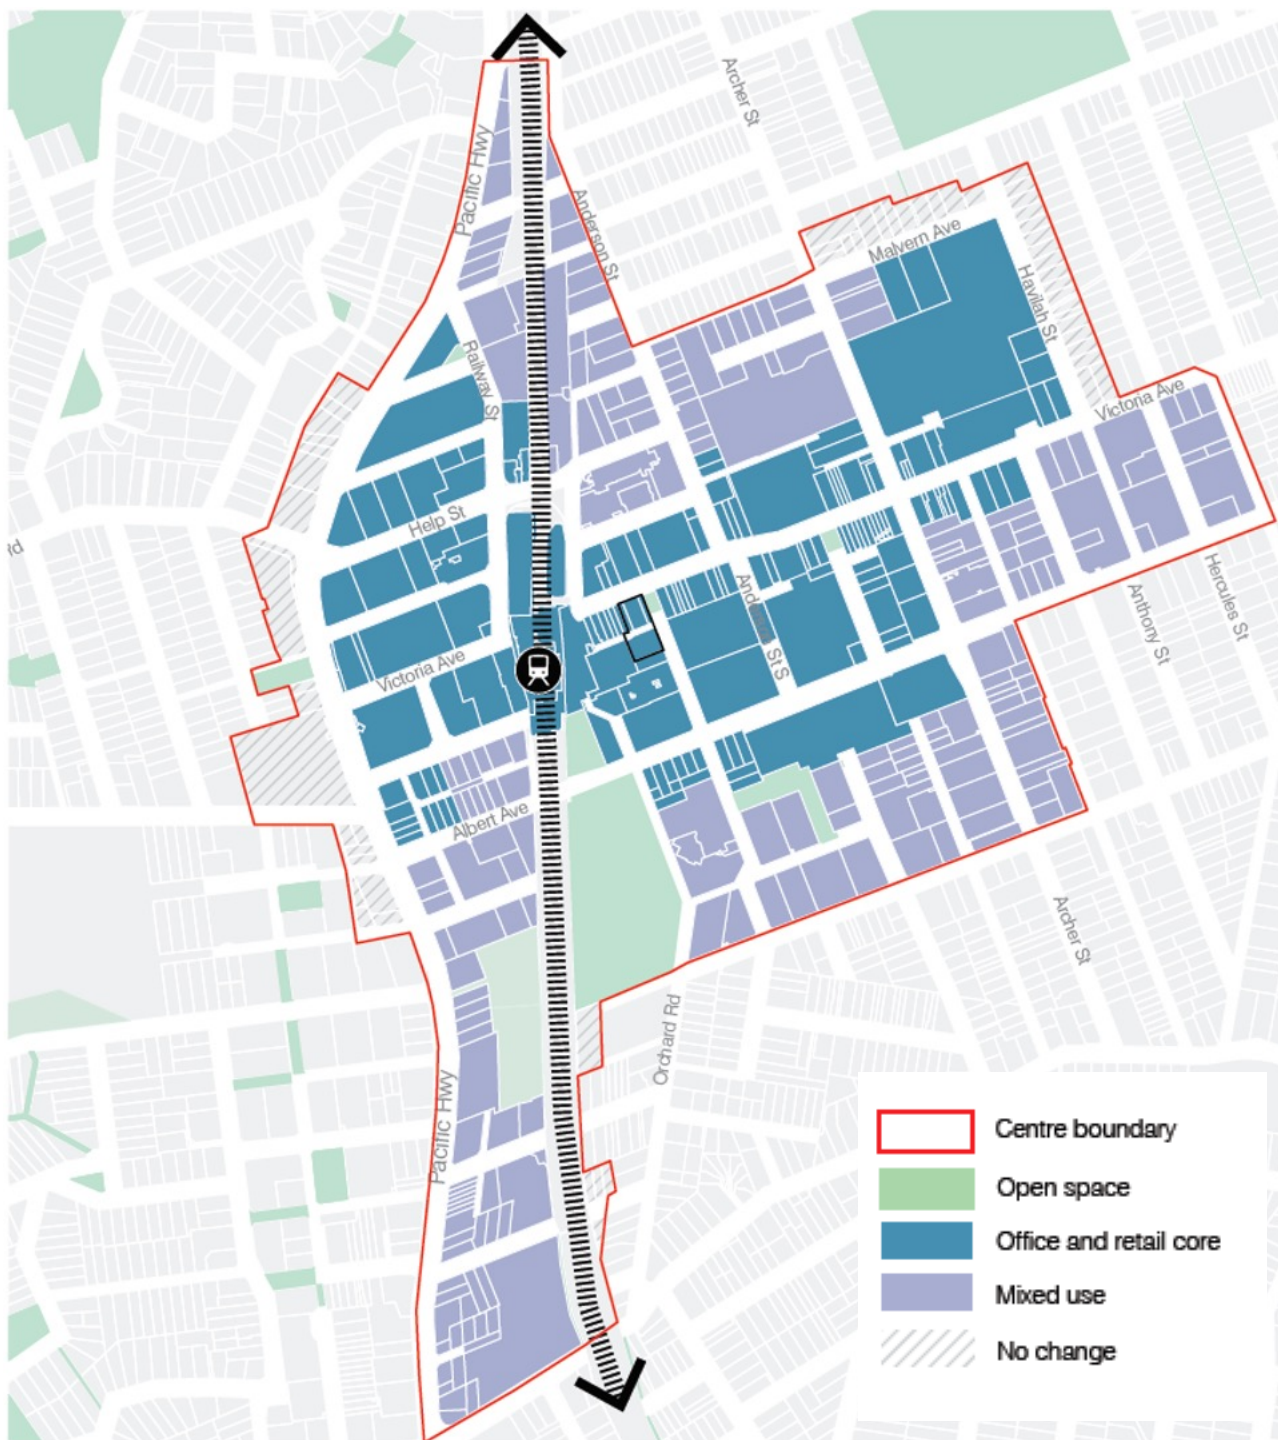 Archer St
Pacific Hwy
Anderson St
Malvern Ave
Havilah St
Railway St
Victoria Ave
Help St
rd
Hercules St
Anthony St
Anderson St S
Victoria Ave
Albert Ave
Archer St
Orchard Rd
Pacific Hwy
Centre boundary
Open space
Office and retail core
Mixed use
No change